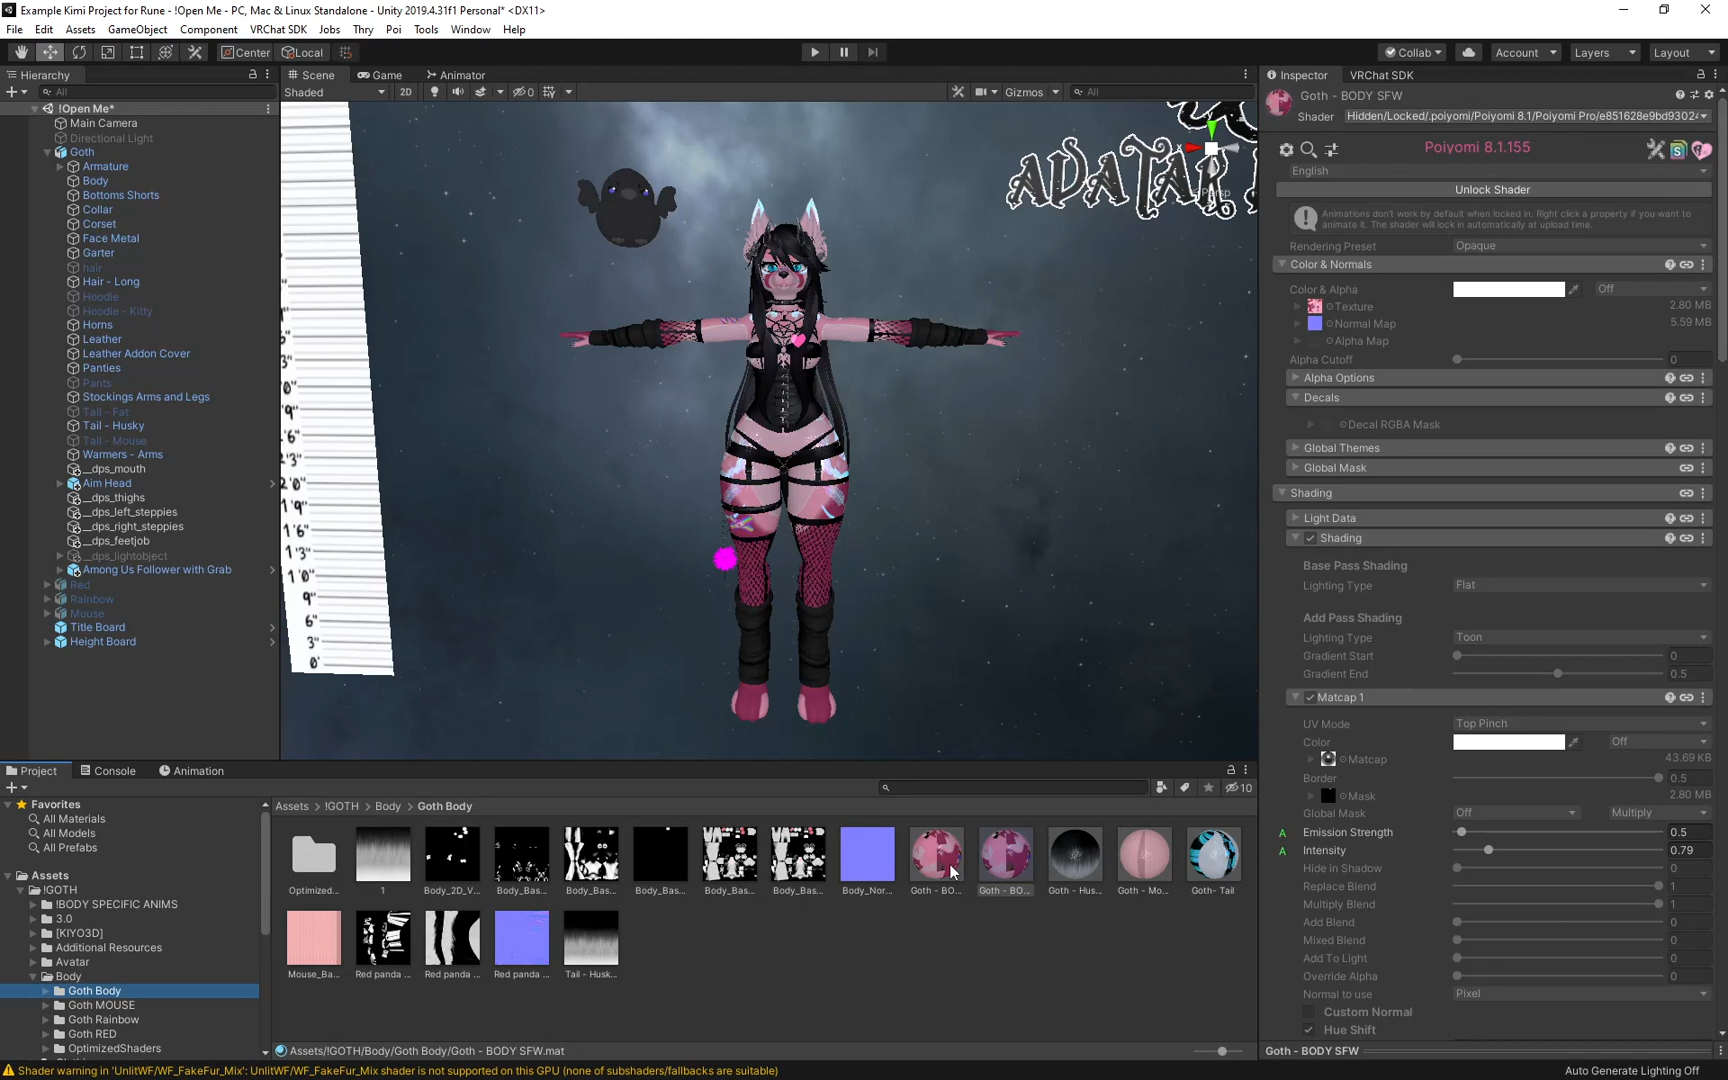 Example Kimi Project for Rune - !Open Me - PC, Mac & Linux Standalone - Unity 2019.4.31f1 Personal* <DX11>
File Edit Assets GameObject Component VRChat SDK Jobs Thry Poi Tools Window Help
Center Local Collab Account Layers Layout
Hierarchy
All
!Open Me*
Main Camera
Directional Light
Goth
Armature
Body
Bottoms Shorts
Collar
Corset
Face Metal
Garter
hair
Hair - Long
Hoodie
Hoodie - Kitty
Horns
Leather
Leather Addon Cover
Panties
Pants
Stockings Arms and Legs
Tail - Fat
Tail - Husky
Tail - Mouse
Warmers - Arms
__dps_mouth
Aim Head
__dps_thighs
__dps_left_steppies
__dps_right_steppies
__dps_feetjob
__dps_lightobject
Among Us Follower with Grab
Red
Rainbow
Mouse
Title Board
Height Board
Scene Game Animator
Shaded 2D 0 Gizmos All
ADATAR
Persp
9"
6"
3"
0'
Inspector VRChat SDK
Goth - BODY SFW
Shader Hidden/Locked/.poiyomi/Poiyomi 8.1/Poiyomi Pro/e851628e9bd9302
Poiyomi 8.1.155
English
Unlock Shader
Animations don't work by default when locked in. Right click a property if you want to
animate it. The shader will lock in automatically at upload time.
Rendering Preset Opaque
Color & Normals
Color & Alpha Off
Texture 2.80 MB
Normal Map 5.59 MB
Alpha Map
Alpha Cutoff 0
Alpha Options
Decals
Decal RGBA Mask
Global Themes
Global Mask
Shading
Light Data
Shading
Base Pass Shading
Lighting Type Flat
Add Pass Shading
Lighting Type Toon
Gradient Start 0
Gradient End 0.5
Matcap 1
UV Mode Top Pinch
Color Off
Matcap 43.69 KB
Border 0.5
Mask 2.80 MB
Global Mask Off Multiply
A Emission Strength 0.5
A Intensity 0.79
Hide in Shadow 0
Replace Blend 1
Multiply Blend 1
Add Blend 0
Mixed Blend 0
Add To Light 0
Override Alpha 0
Normal to use Pixel
Custom Normal
Hue Shift
Goth - BODY SFW
Project Console Animation
10
Favorites
All Materials
All Models
All Prefabs
Assets
!GOTH
!BODY SPECIFIC ANIMS
3.0
[KIYO3D]
Additional Resources
Avatar
Body
Goth Body
Goth MOUSE
Goth Rainbow
Goth RED
OptimizedShaders
Assets > !GOTH > Body > Goth Body
Optimized... 1 Body_2D_V... Body_Bas... Body_Bas... Body_Bas... Body_Bas... Body_Bas... Body_Nor... Goth - BO... Goth - BO... Goth - Hus... Goth - Mo... Goth- Tail
Mouse_Ba... Red panda ... Red panda ... Red panda ... Tail - Husk...
Assets/!GOTH/Body/Goth Body/Goth - BODY SFW.mat
Shader warning in 'UnlitWF/WF_FakeFur_Mix': UnlitWF/WF_FakeFur_Mix shader is not supported on this GPU (none of subshaders/fallbacks are suitable)
Auto Generate Lighting Off